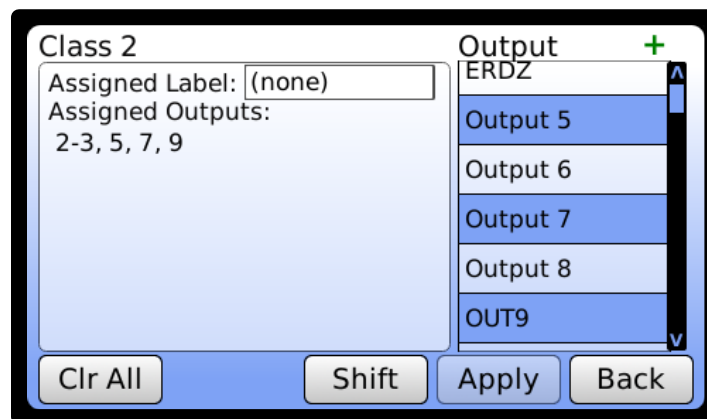 Class 2
Assigned Label: (none)
Assigned Outputs:
2-3, 5, 7, 9
Output +
ERDZ
Output 5
Output 6
Output 7
Output 8
OUT9
Clr All
Shift
Apply
Back